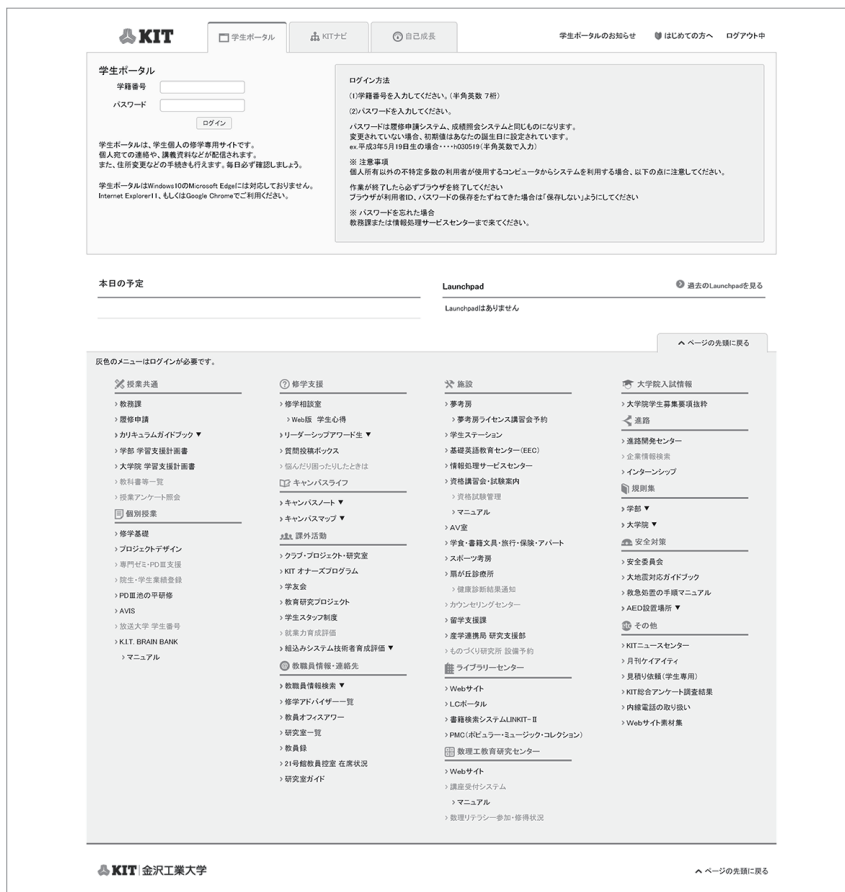 KIT
学生ポータル
KITナビ
自己成長
学生ポータルのお知らせ
はじめての方へ
ログアウト中
学生ポータル
学籍番号
パスワード
ログイン
学生ポータルは、学生個人の修学専用サイトです。
個人宛ての連絡や、講義資料などが配信されます。
また、住所変更などの手続きも行えます。毎日必ず確認しましょう。
学生ポータルはWindows10のMicrosoft Edgeには対応しておりません。
Internet Explorer11、もしくはGoogle Chromeでご利用ください。
ログイン方法
(1)学籍番号を入力してください。(半角英数 7桁)
(2)パスワードを入力してください。
パスワードは履修申請システム、成績照会システムと同じものになります。
変更されていない場合、初期値はあなたの誕生日に設定されています。
ex.平成3年5月19日生の場合・・・・h030519(半角英数で入力)
※ 注意事項
個人所有以外の不特定多数の利用者が使用するコンピュータからシステムを利用する場合、以下の点に注意してください。
作業が終了したら必ずブラウザを終了してください
ブラウザが利用者ID、パスワードの保存をたずねてきた場合は「保存しない」ようにしてください
※ パスワードを忘れた場合
教務課または情報処理サービスセンターまで来てください。
本日の予定
Launchpad
過去のLaunchpadを見る
Launchpadはありません
ページの先頭に戻る
灰色のメニューはログインが必要です。
授業共通
› 教務課
› 履修申請
› カリキュラムガイドブック ▼
› 学部 学習支援計画書
› 大学院 学習支援計画書
› 教科書等一覧
› 授業アンケート照会
個別授業
› 修学基礎
› プロジェクトデザイン
› 専門ゼミ・PDⅢ支援
› 院生・学生業績登録
› PDⅢ池の平研修
› AVIS
› 放送大学 学生番号
› K.I.T. BRAIN BANK
› マニュアル
修学支援
› 修学相談室
› Web版 学生心得
› リーダーシップアワード生 ▼
› 質問投稿ボックス
› 悩んだり困ったりしたときは
キャンパスライフ
› キャンパスノート ▼
› キャンパスマップ ▼
課外活動
› クラブ・プロジェクト・研究室
› KIT オナーズプログラム
› 学友会
› 教育研究プロジェクト
› 学生スタッフ制度
› 就業力育成評価
› 組込みシステム技術者育成評価 ▼
教職員情報・連絡先
› 教職員情報検索 ▼
› 修学アドバイザー一覧
› 教員オフィスアワー
› 研究室一覧
› 教員録
› 21号館教員控室 在席状況
› 研究室ガイド
施設
› 夢考房
› 夢考房ライセンス講習会予約
› 学生ステーション
› 基礎英語教育センター(EEC)
› 情報処理サービスセンター
› 資格講習会・試験案内
› 資格試験管理
› マニュアル
› AV室
› 学食・書籍文具・旅行・保険・アパート
› スポーツ考房
› 扇が丘診療所
› 健康診断結果通知
› カウンセリングセンター
› 留学支援課
› 産学連携局 研究支援部
› ものづくり研究所 設備予約
ライブラリーセンター
› Webサイト
› LCポータル
› 書籍検索システムLINKIT-Ⅱ
› PMC(ポピュラー・ミュージック・コレクション)
数理工教育研究センター
› Webサイト
› 講座受付システム
› マニュアル
› 数理リテラシー参加・修得状況
大学院入試情報
› 大学院学生募集要項抜粋
進路
› 進路開発センター
› 企業情報検索
› インターンシップ
規則集
› 学部 ▼
› 大学院 ▼
安全対策
› 安全委員会
› 大地震対応ガイドブック
› 救急処置の手順マニュアル
› AED設置場所 ▼
その他
› KITニュースセンター
› 月刊ケイアイティ
› 見積り依頼(学生専用)
› KIT総合アンケート調査結果
› 内線電話の取り扱い
› Webサイト素材集
KIT 金沢工業大学
ページの先頭に戻る